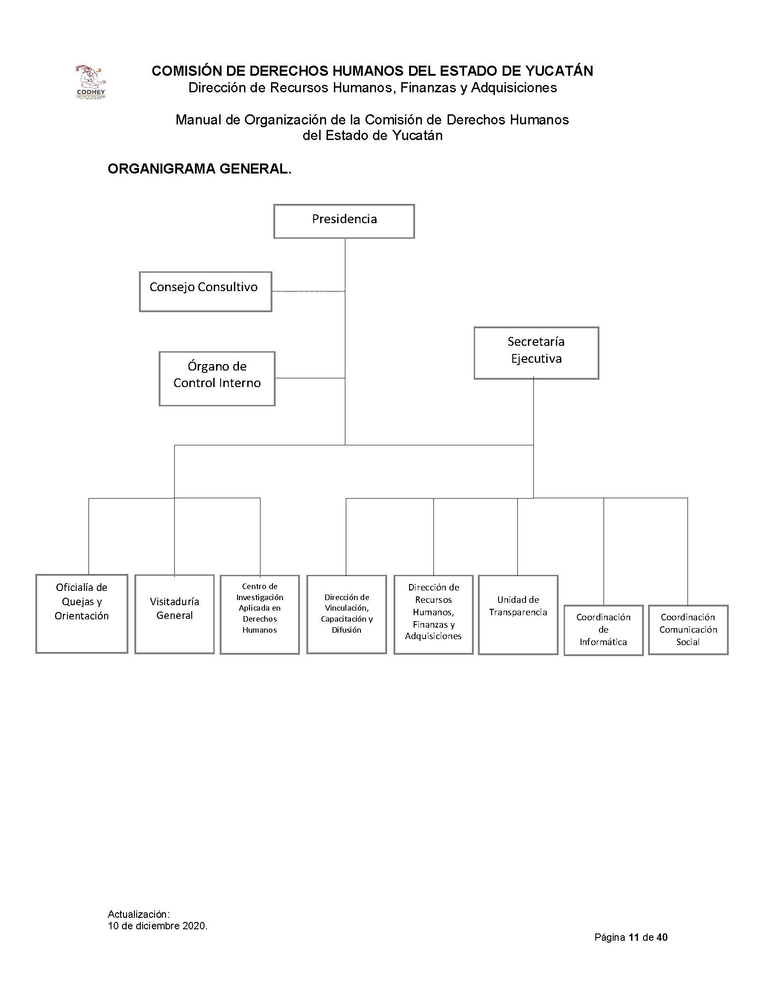 CODHEY
COMISIÓN DE DERECHOS HUMANOS DEL ESTADO DE YUCATÁN
Dirección de Recursos Humanos, Finanzas y Adquisiciones
Manual de Organización de la Comisión de Derechos Humanos
del Estado de Yucatán
ORGANIGRAMA GENERAL.
Presidencia
Consejo Consultivo
Secretaría
Ejecutiva
Órgano de
Control Interno
Oficialía de
Quejas y
Orientación
Visitaduría
General
Centro de
Investigación
Aplicada en
Derechos
Humanos
Dirección de
Vinculación,
Capacitación y
Difusión
Dirección de
Recursos
Humanos,
Finanzas y
Adquisiciones
Unidad de
Transparencia
Coordinación
de
Informática
Coordinación
Comunicación
Social
Actualización:
10 de diciembre 2020.
Página 11 de 40